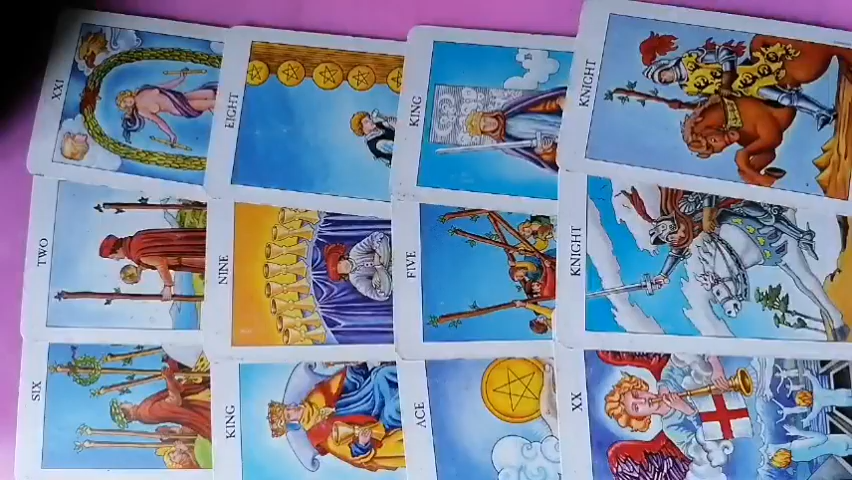 XXI
EIGHT
KING
KNIGHT
TWO
NINE
FIVE
KNIGHT
SIX
KING
ACE
XX